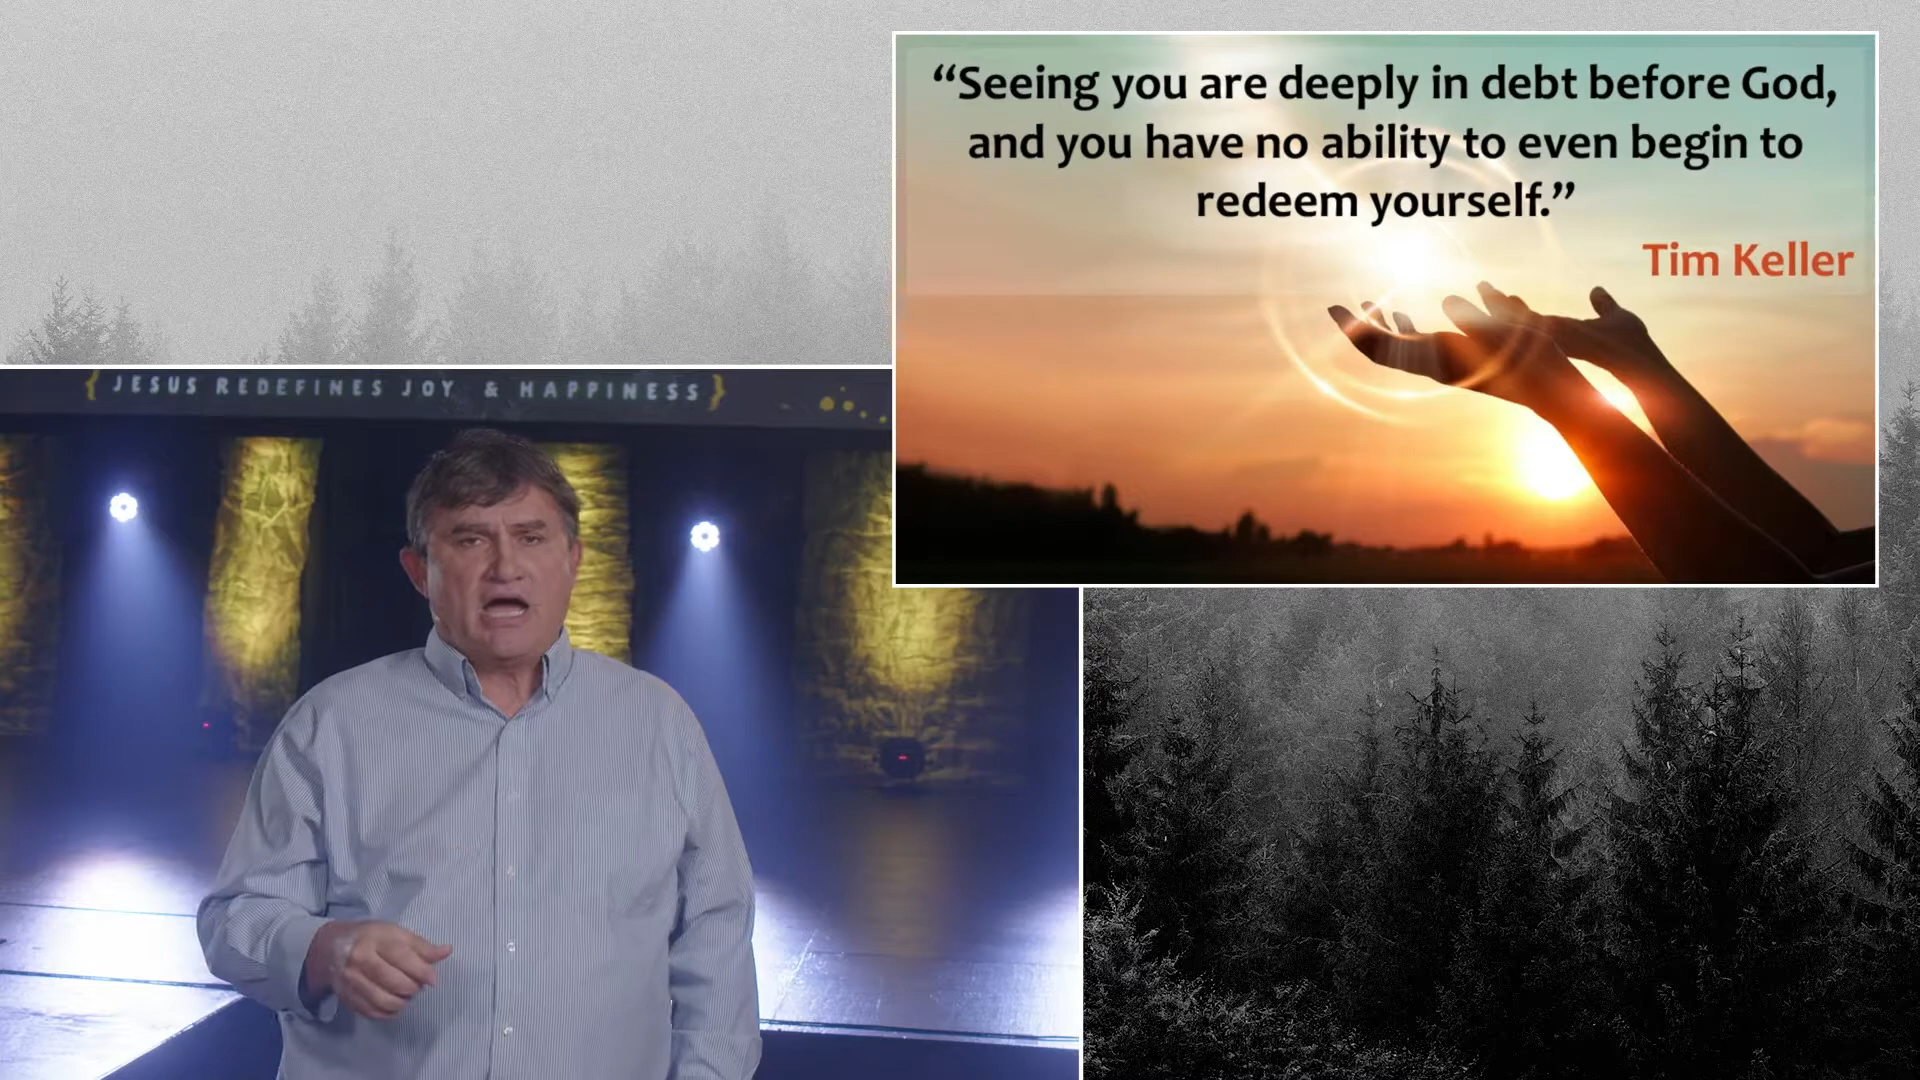 “Seeing you are deeply in debt before God,
and you have no ability to even begin to
redeem yourself.”
Tim Keller
{ JESUS REDEFINES JOY & HAPPINESS }